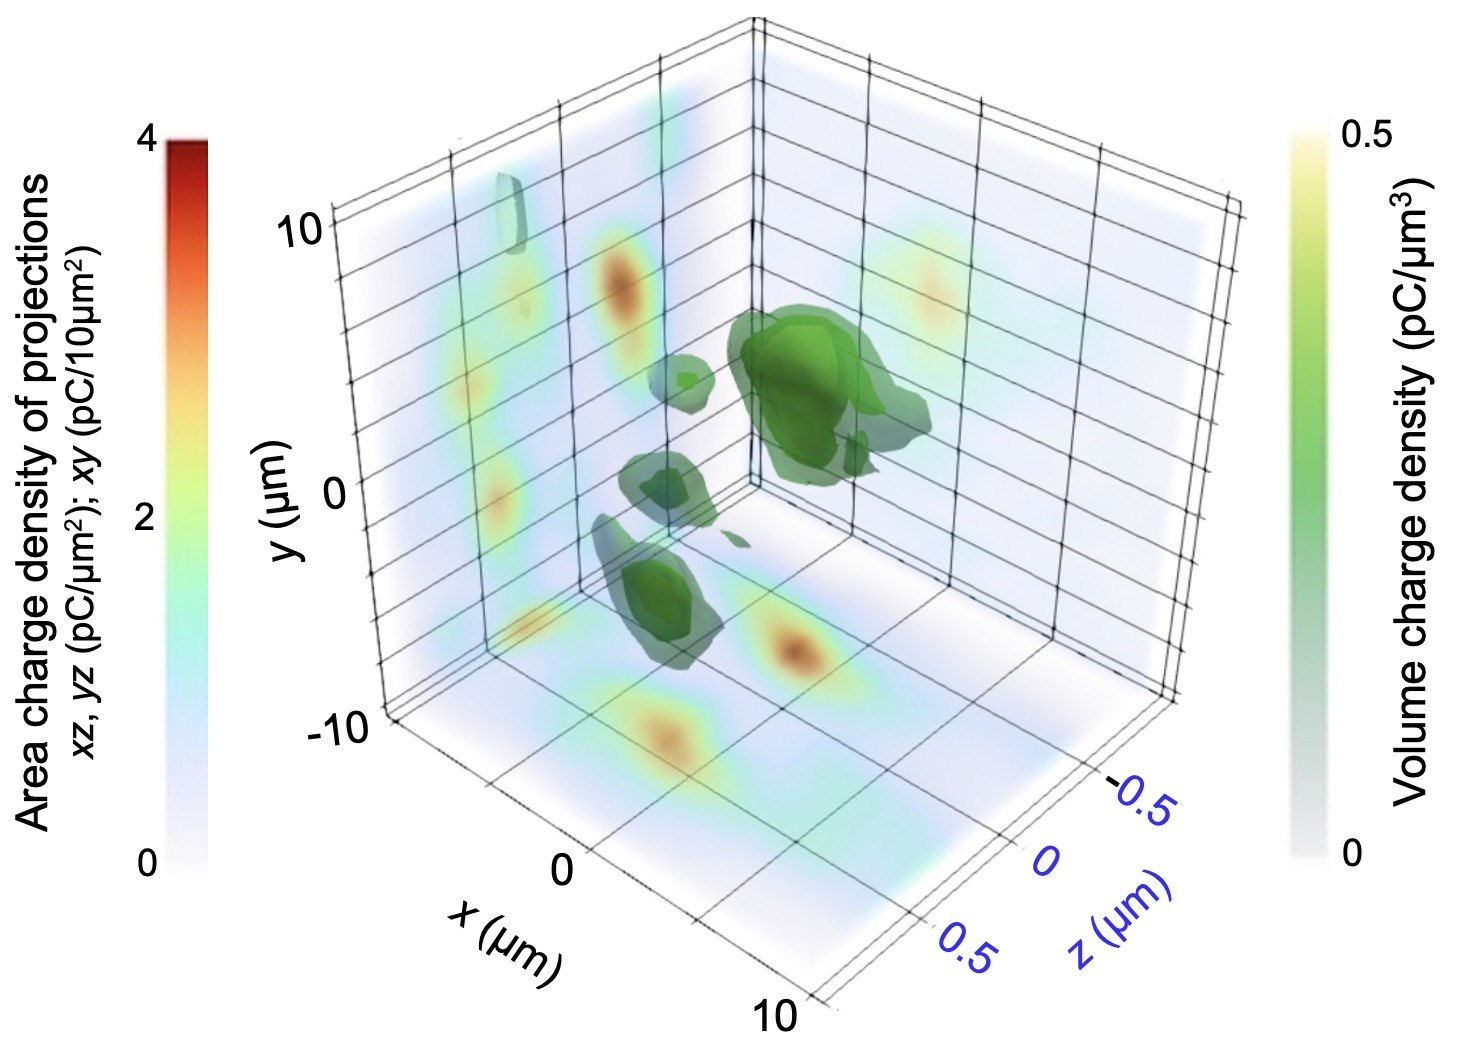 Area charge density of projections
xz, yz (pC/μm²); xy (pC/10μm²)
4
2
0
10
0
-10
y (μm)
0
10
x (μm)
-0.5
0
0.5
z (μm)
0.5
0
Volume charge density (pC/μm³)